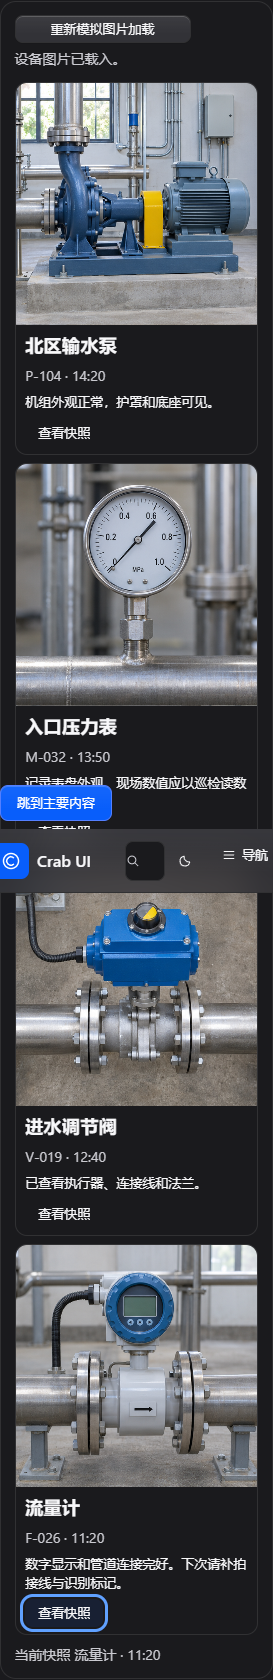 重新模拟图片加载
设备图片已载入。
北区输水泵
P-104 · 14:20
机组外观正常，护罩和底座可见。
查看快照
0.4 0.6
0.2 0.8
0 1.0
MPa
入口压力表
M-032 · 13:50
记录表盘外观，现场数值应以巡检读数
跳到主要内容
Crab UI
导航
进水调节阀
V-019 · 12:40
已查看执行器、连接线和法兰。
查看快照
流量计
F-026 · 11:20
数字显示和管道连接完好。下次请补拍
接线与识别标记。
查看快照
当前快照 流量计 · 11:20